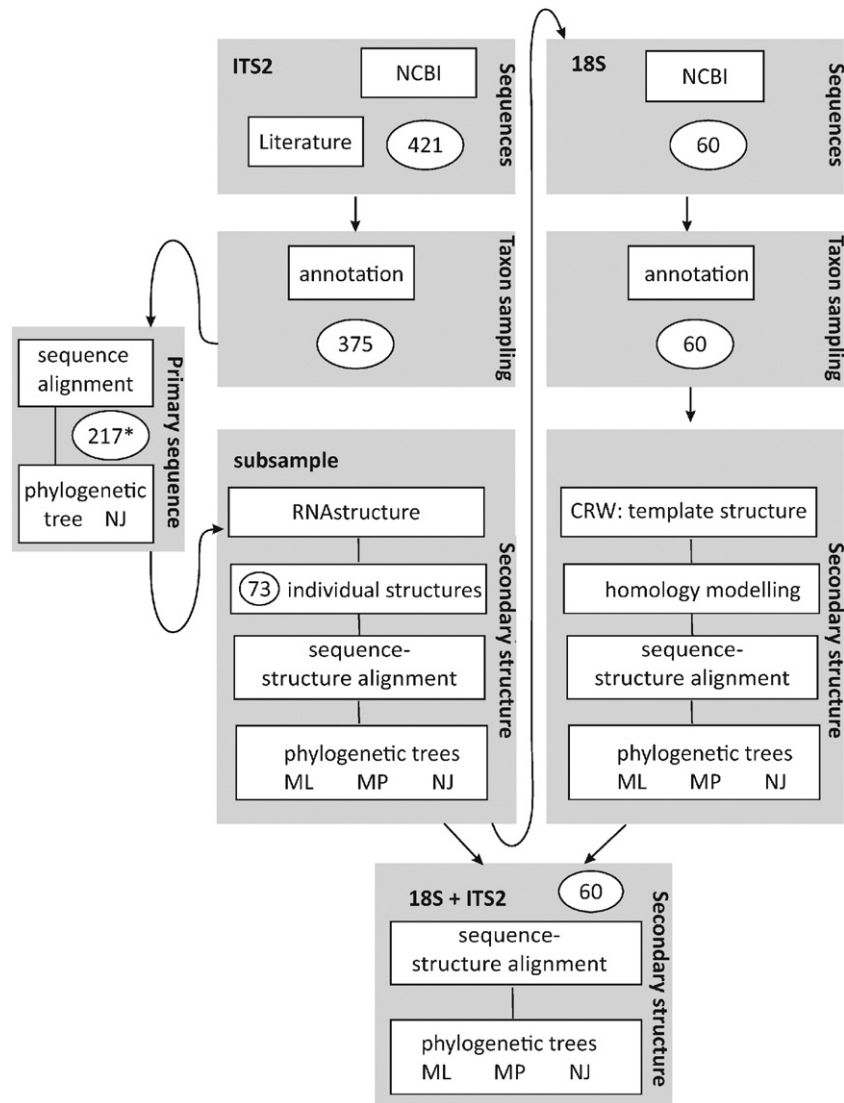 ITS2
NCBI
Literature
421
Sequences
annotation
375
Taxon sampling
sequence
alignment
217*
phylogenetic
tree NJ
Primary sequence
subsample
RNAstructure
73 individual structures
sequence-
structure alignment
phylogenetic trees
ML MP NJ
Secondary structure
18S
NCBI
60
Sequences
annotation
60
Taxon sampling
CRW: template structure
homology modelling
sequence-
structure alignment
phylogenetic trees
ML MP NJ
Secondary structure
18S + ITS2
60
sequence-
structure alignment
phylogenetic trees
ML MP NJ
Secondary structure